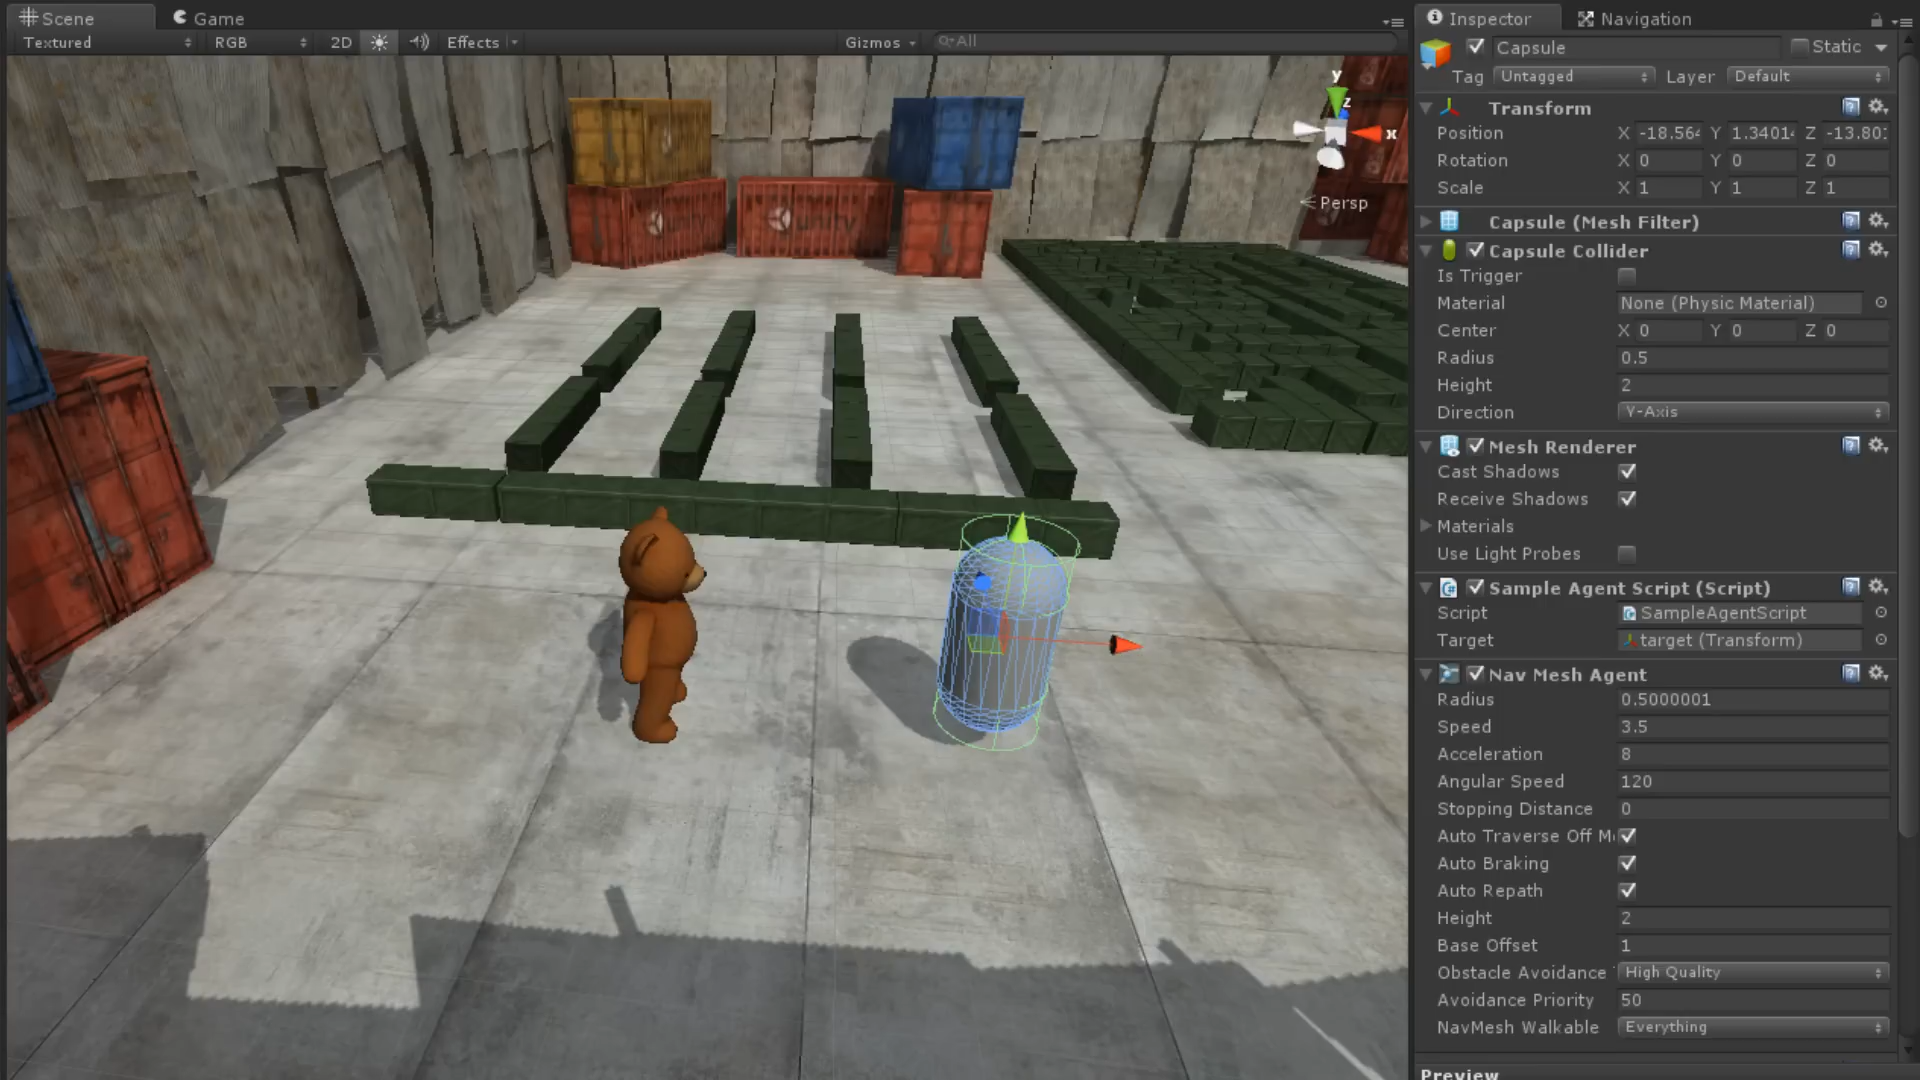 Scene
Game
Textured
RGB
2D
Effects
Gizmos
All
y
z
x
Persp
unity
unity
Inspector
Navigation
Capsule
Static
Tag Untagged Layer Default
Transform
Position X -18.564 Y 1.3401 Z -13.80
Rotation X 0 Y 0 Z 0
Scale X 1 Y 1 Z 1
Capsule (Mesh Filter)
Capsule Collider
Is Trigger
Material None (Physic Material)
Center X 0 Y 0 Z 0
Radius 0.5
Height 2
Direction Y-Axis
Mesh Renderer
Cast Shadows
Receive Shadows
Materials
Use Light Probes
Sample Agent Script (Script)
Script SampleAgentScript
Target target (Transform)
Nav Mesh Agent
Radius 0.5000001
Speed 3.5
Acceleration 8
Angular Speed 120
Stopping Distance 0
Auto Traverse Off M
Auto Braking
Auto Repath
Height 2
Base Offset 1
Obstacle Avoidance High Quality
Avoidance Priority 50
NavMesh Walkable Everything
Preview